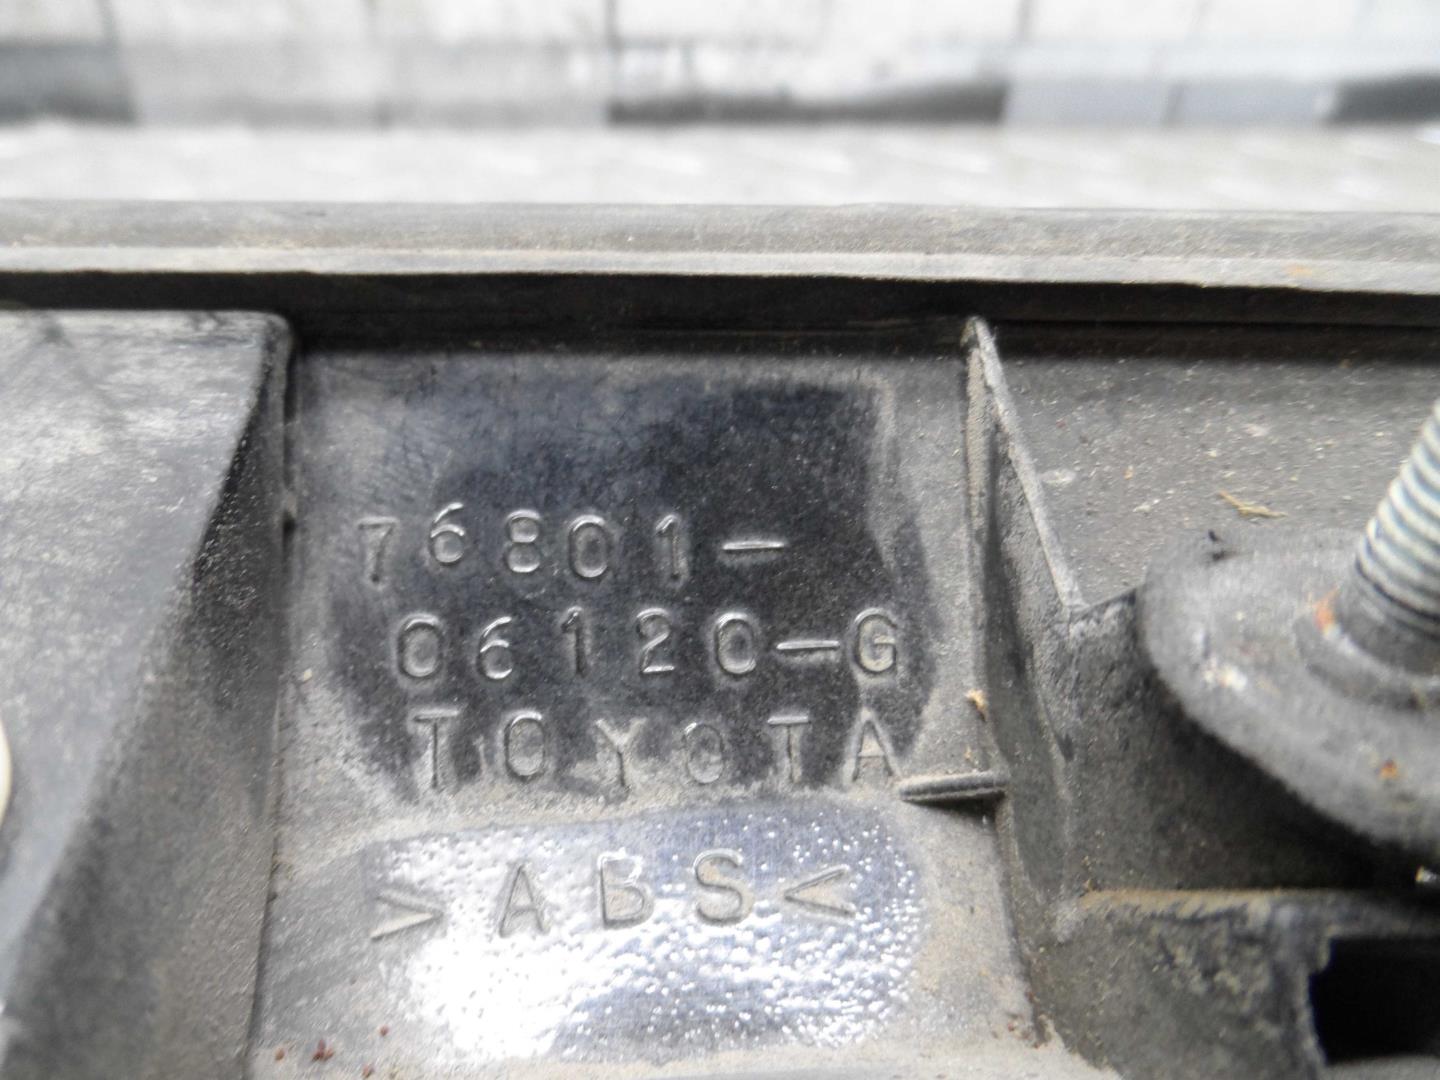 76801-
06120-G
TOYOTA
>ABS<